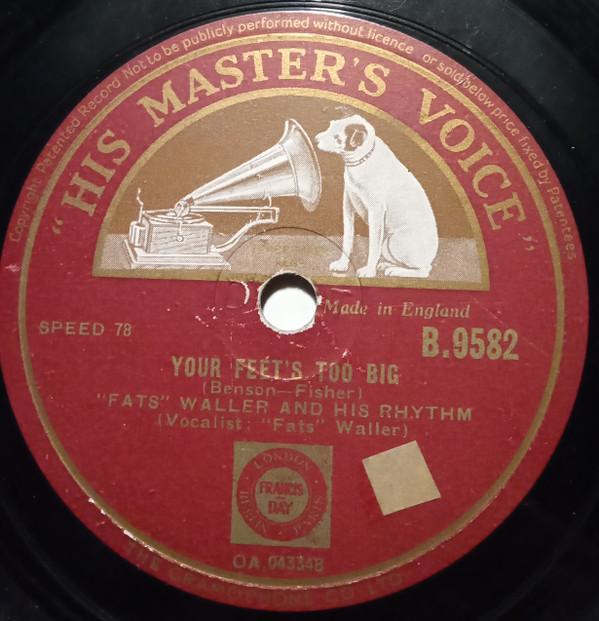 Copyright. Patented Record Not to be publicly performed without licence or sold below price fixed by Patentees
"HIS MASTER'S VOICE"
Made in England
SPEED 78
B.9582
YOUR FEET'S TOO BIG
(Benson—Fisher)
"FATS" WALLER AND HIS RHYTHM
(Vocalist: "Fats" Waller)
LONDON
FRANCIS
DAY
BERLIN · PARIS
OA.043348
THE GRAMOPHONE CO. LTD.